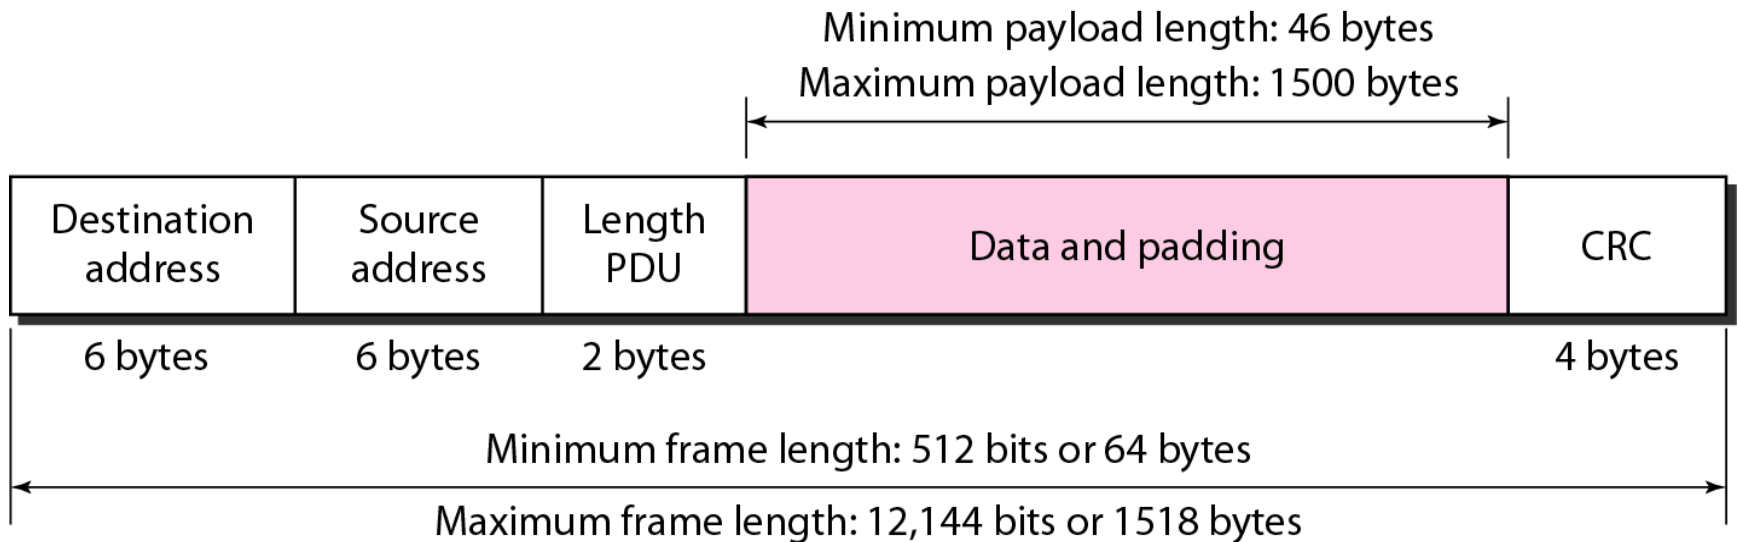 Minimum payload length: 46 bytes
Maximum payload length: 1500 bytes
Destination
address
Source
address
Length
PDU
Data and padding
CRC
6 bytes
6 bytes
2 bytes
4 bytes
Minimum frame length: 512 bits or 64 bytes
Maximum frame length: 12,144 bits or 1518 bytes